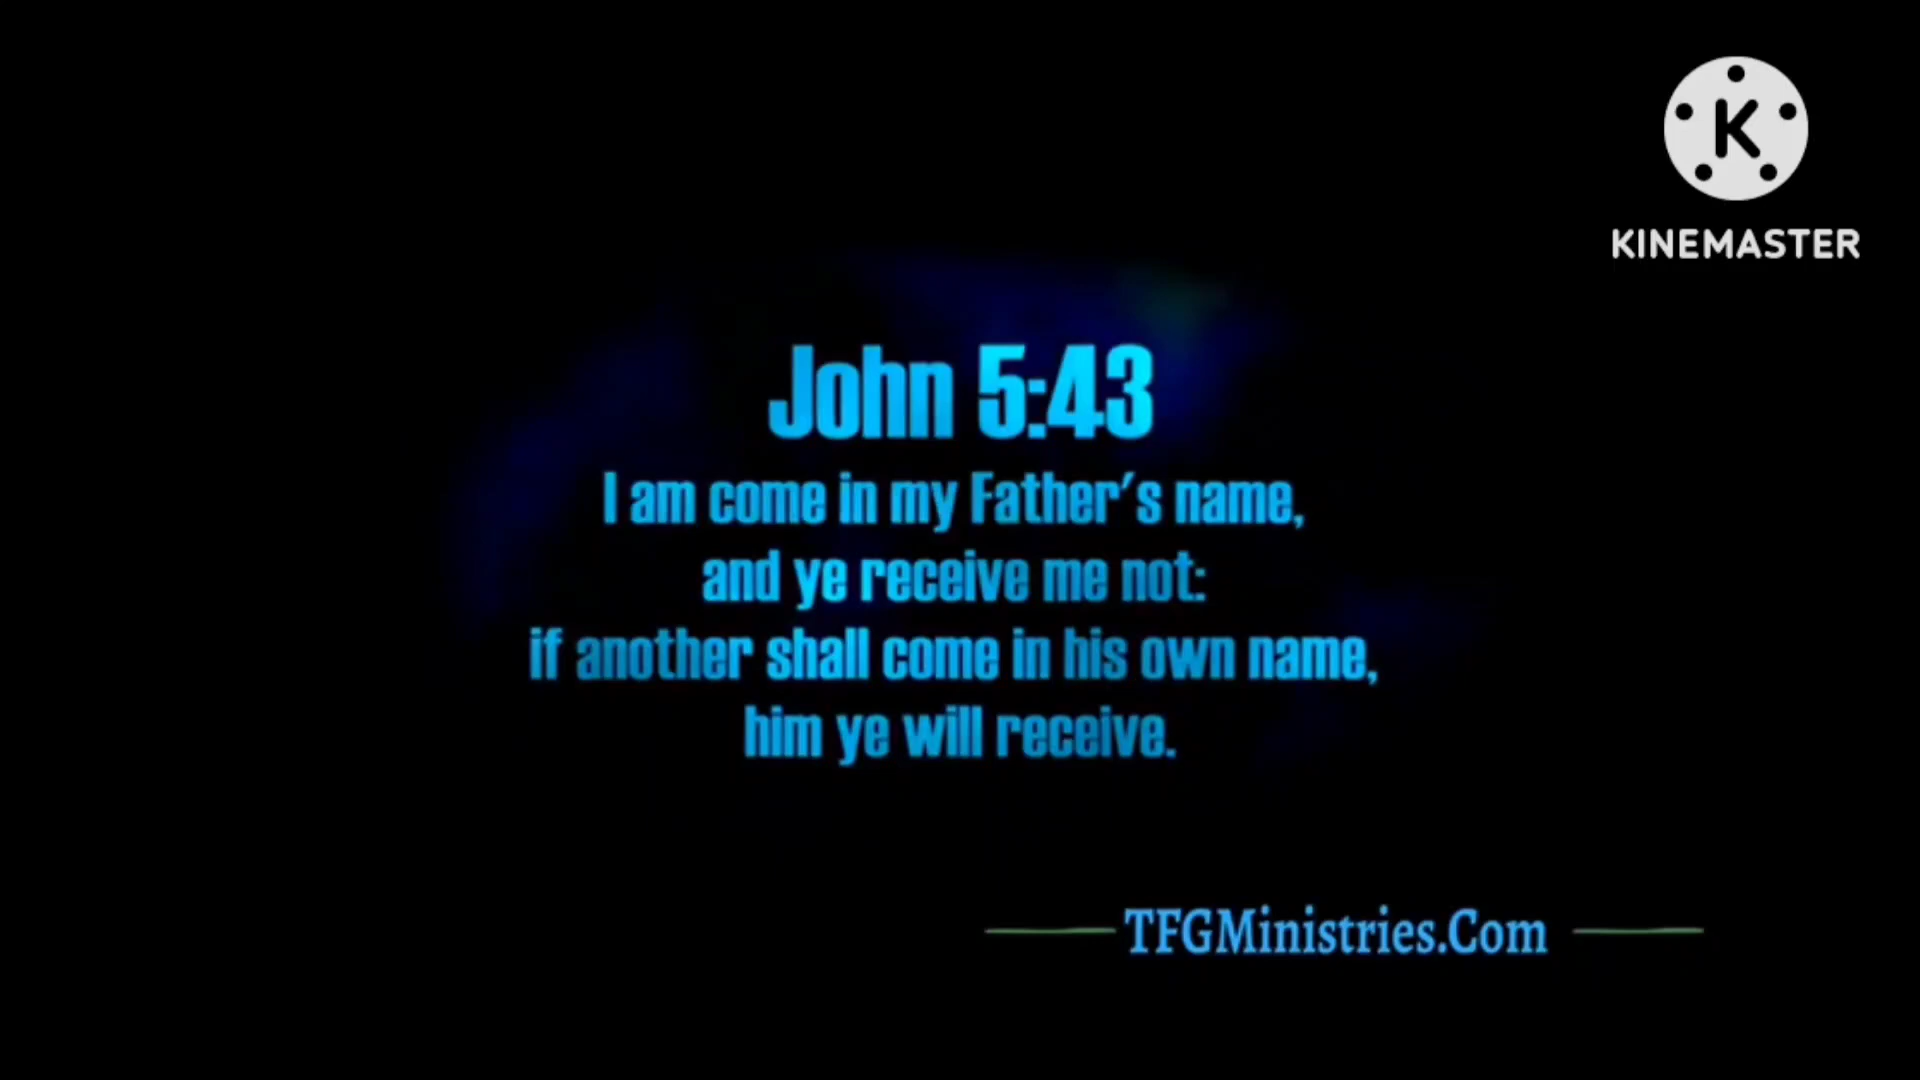 K
KINEMASTER
John 5:43
I am come in my Father's name,
and ye receive me not:
if another shall come in his own name,
him ye will receive.
TFGMinistries.Com